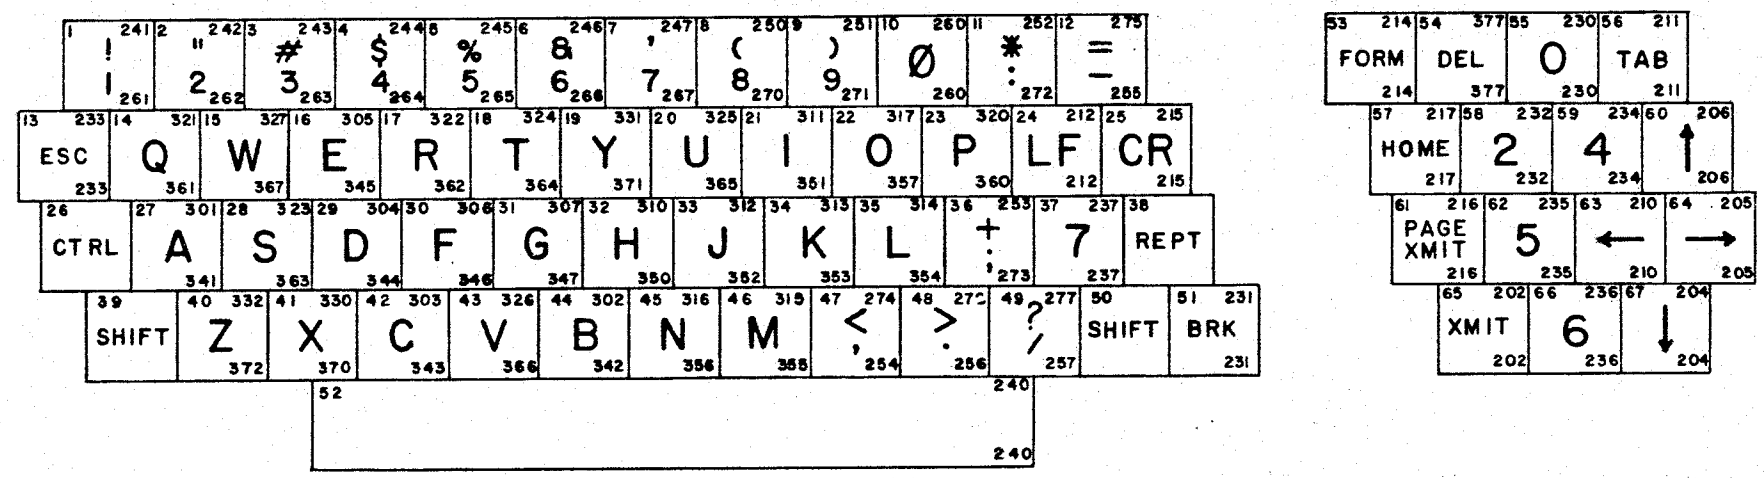 1 241 2 242 3 243 4 244 5 245 6 246 7 247 8 250 9 251 10 260 11 252 12 275
! " # $ % & ' ( ) Ø * =
1 2 3 4 5 6 7 8 9 : -
261 262 263 264 265 266 267 270 271 260 272 255
13 233 14 321 15 327 16 305 17 322 18 324 19 331 20 325 21 311 22 317 23 320 24 212 25 215
ESC Q W E R T Y U I O P LF CR
233 361 367 345 362 364 371 365 351 357 360 212 215
26 27 301 28 323 29 304 30 306 31 307 32 310 33 312 34 313 35 314 36 253 37 237 38
CTRL A S D F G H J K L + ; 7 REPT
341 363 344 346 347 350 352 353 354 273 237
39 40 332 41 330 42 303 43 326 44 302 45 316 46 315 47 274 48 49 277 50 51 231
SHIFT Z X C V B N M < , > . ? / SHIFT BRK
372 370 343 366 342 356 355 254 256 257 231
52 240
240
53 214 54 377 55 230 56 211
FORM DEL 0 TAB
214 377 230 211
57 217 58 232 59 234 60 206
HOME 2 4 ↑
217 232 234 206
61 216 62 235 63 210 64 205
PAGE
XMIT 5 ← →
216 235 210 205
65 202 66 236 67 204
XMIT 6 ↓
202 236 204